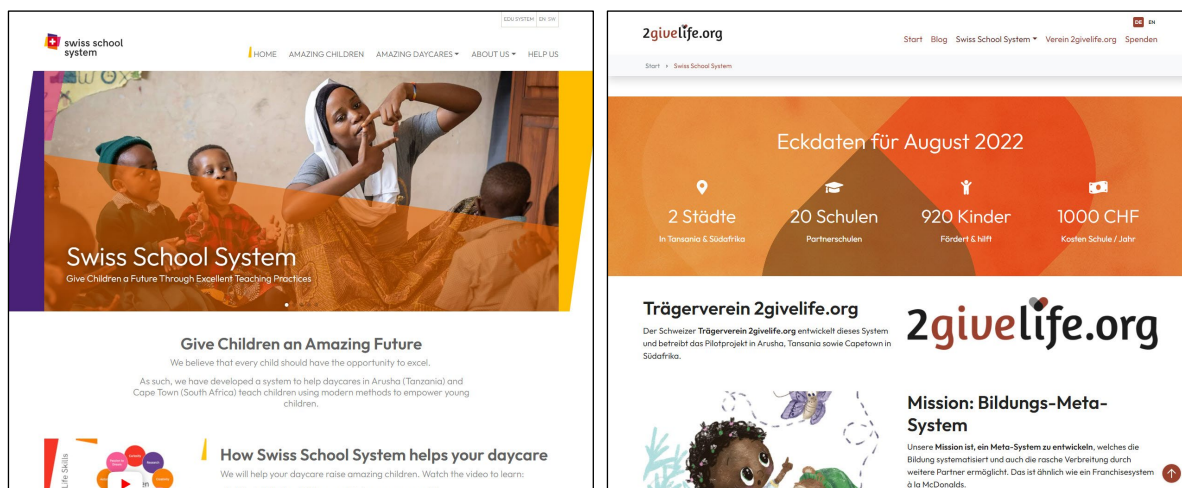 EDU SYSTEM EN SW
swiss school
system
HOME AMAZING CHILDREN AMAZING DAYCARES ABOUT US HELP US
Swiss School System
Give Children a Future Through Excellent Teaching Practices
Give Children an Amazing Future
We believe that every child should have the opportunity to excel.
As such, we have developed a system to help daycares in Arusha (Tanzania) and
Cape Town (South Africa) teach children using modern methods to empower young
children.
Life Skills
How Swiss School System helps your daycare
We will help your daycare raise amazing children. Watch the video to learn:
2givelife.org
DE EN
Start Blog Swiss School System Verein 2givelife.org Spenden
Start Swiss School System
Eckdaten für August 2022
2 Städte 20 Schulen 920 Kinder 1000 CHF
In Tansania & Südafrika Partnerschulen Fördert & hilft Kosten Schule / Jahr
Trägerverein 2givelife.org
Der Schweizer Trägerverein 2givelife.org entwickelt dieses System
und betreibt das Pilotprojekt in Arusha, Tansania sowie Capetown in
Südafrika.
2givelife.org
Mission: Bildungs-Meta-
System
Unsere Mission ist, ein Meta-System zu entwickeln, welches die
Bildung systematisiert und auch die rasche Verbreitung durch
weitere Partner ermöglicht. Das ist ähnlich wie ein Franchisesystem
à la McDonalds.